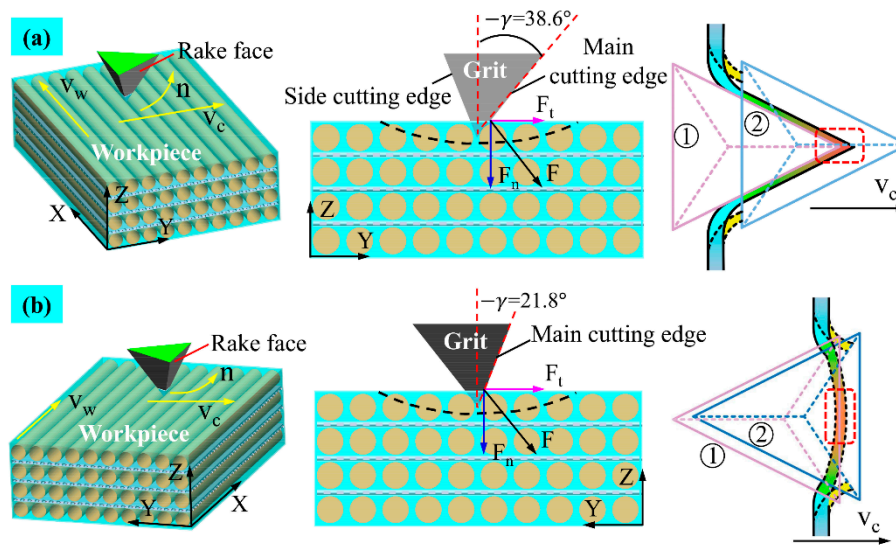 (a)
Rake face
v_w
n
v_c
Workpiece
Z
X
Y
−γ=38.6°
Main
cutting edge
Grit
Side cutting edge
F_t
F_n
F
Z
Y
①
②
v_c
(b)
Rake face
n
v_w
v_c
Workpiece
Z
X
Y
−γ=21.8°
Grit
Main cutting edge
F_t
F_n
F
Z
Y
①
②
v_c